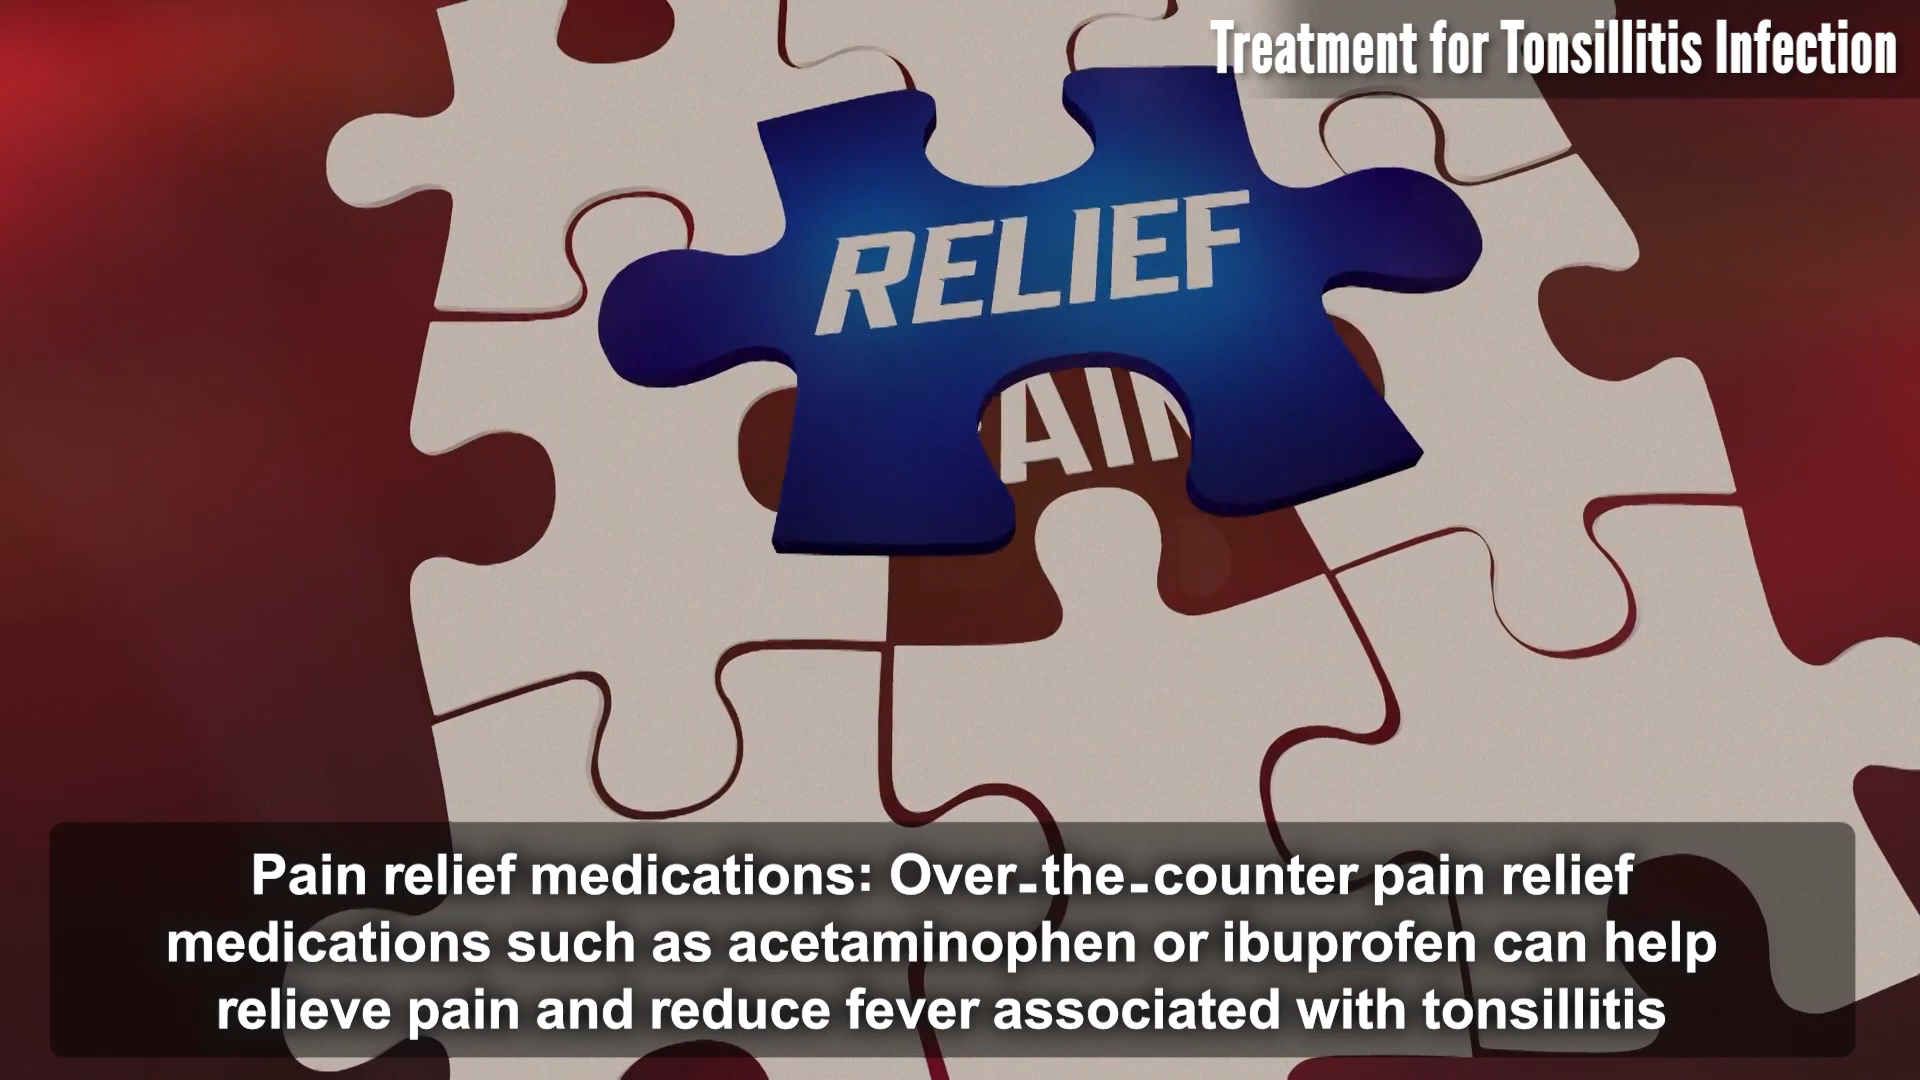 Treatment for Tonsillitis Infection
RELIEF
AIN
Pain relief medications: Over-the-counter pain relief
medications such as acetaminophen or ibuprofen can help
relieve pain and reduce fever associated with tonsillitis